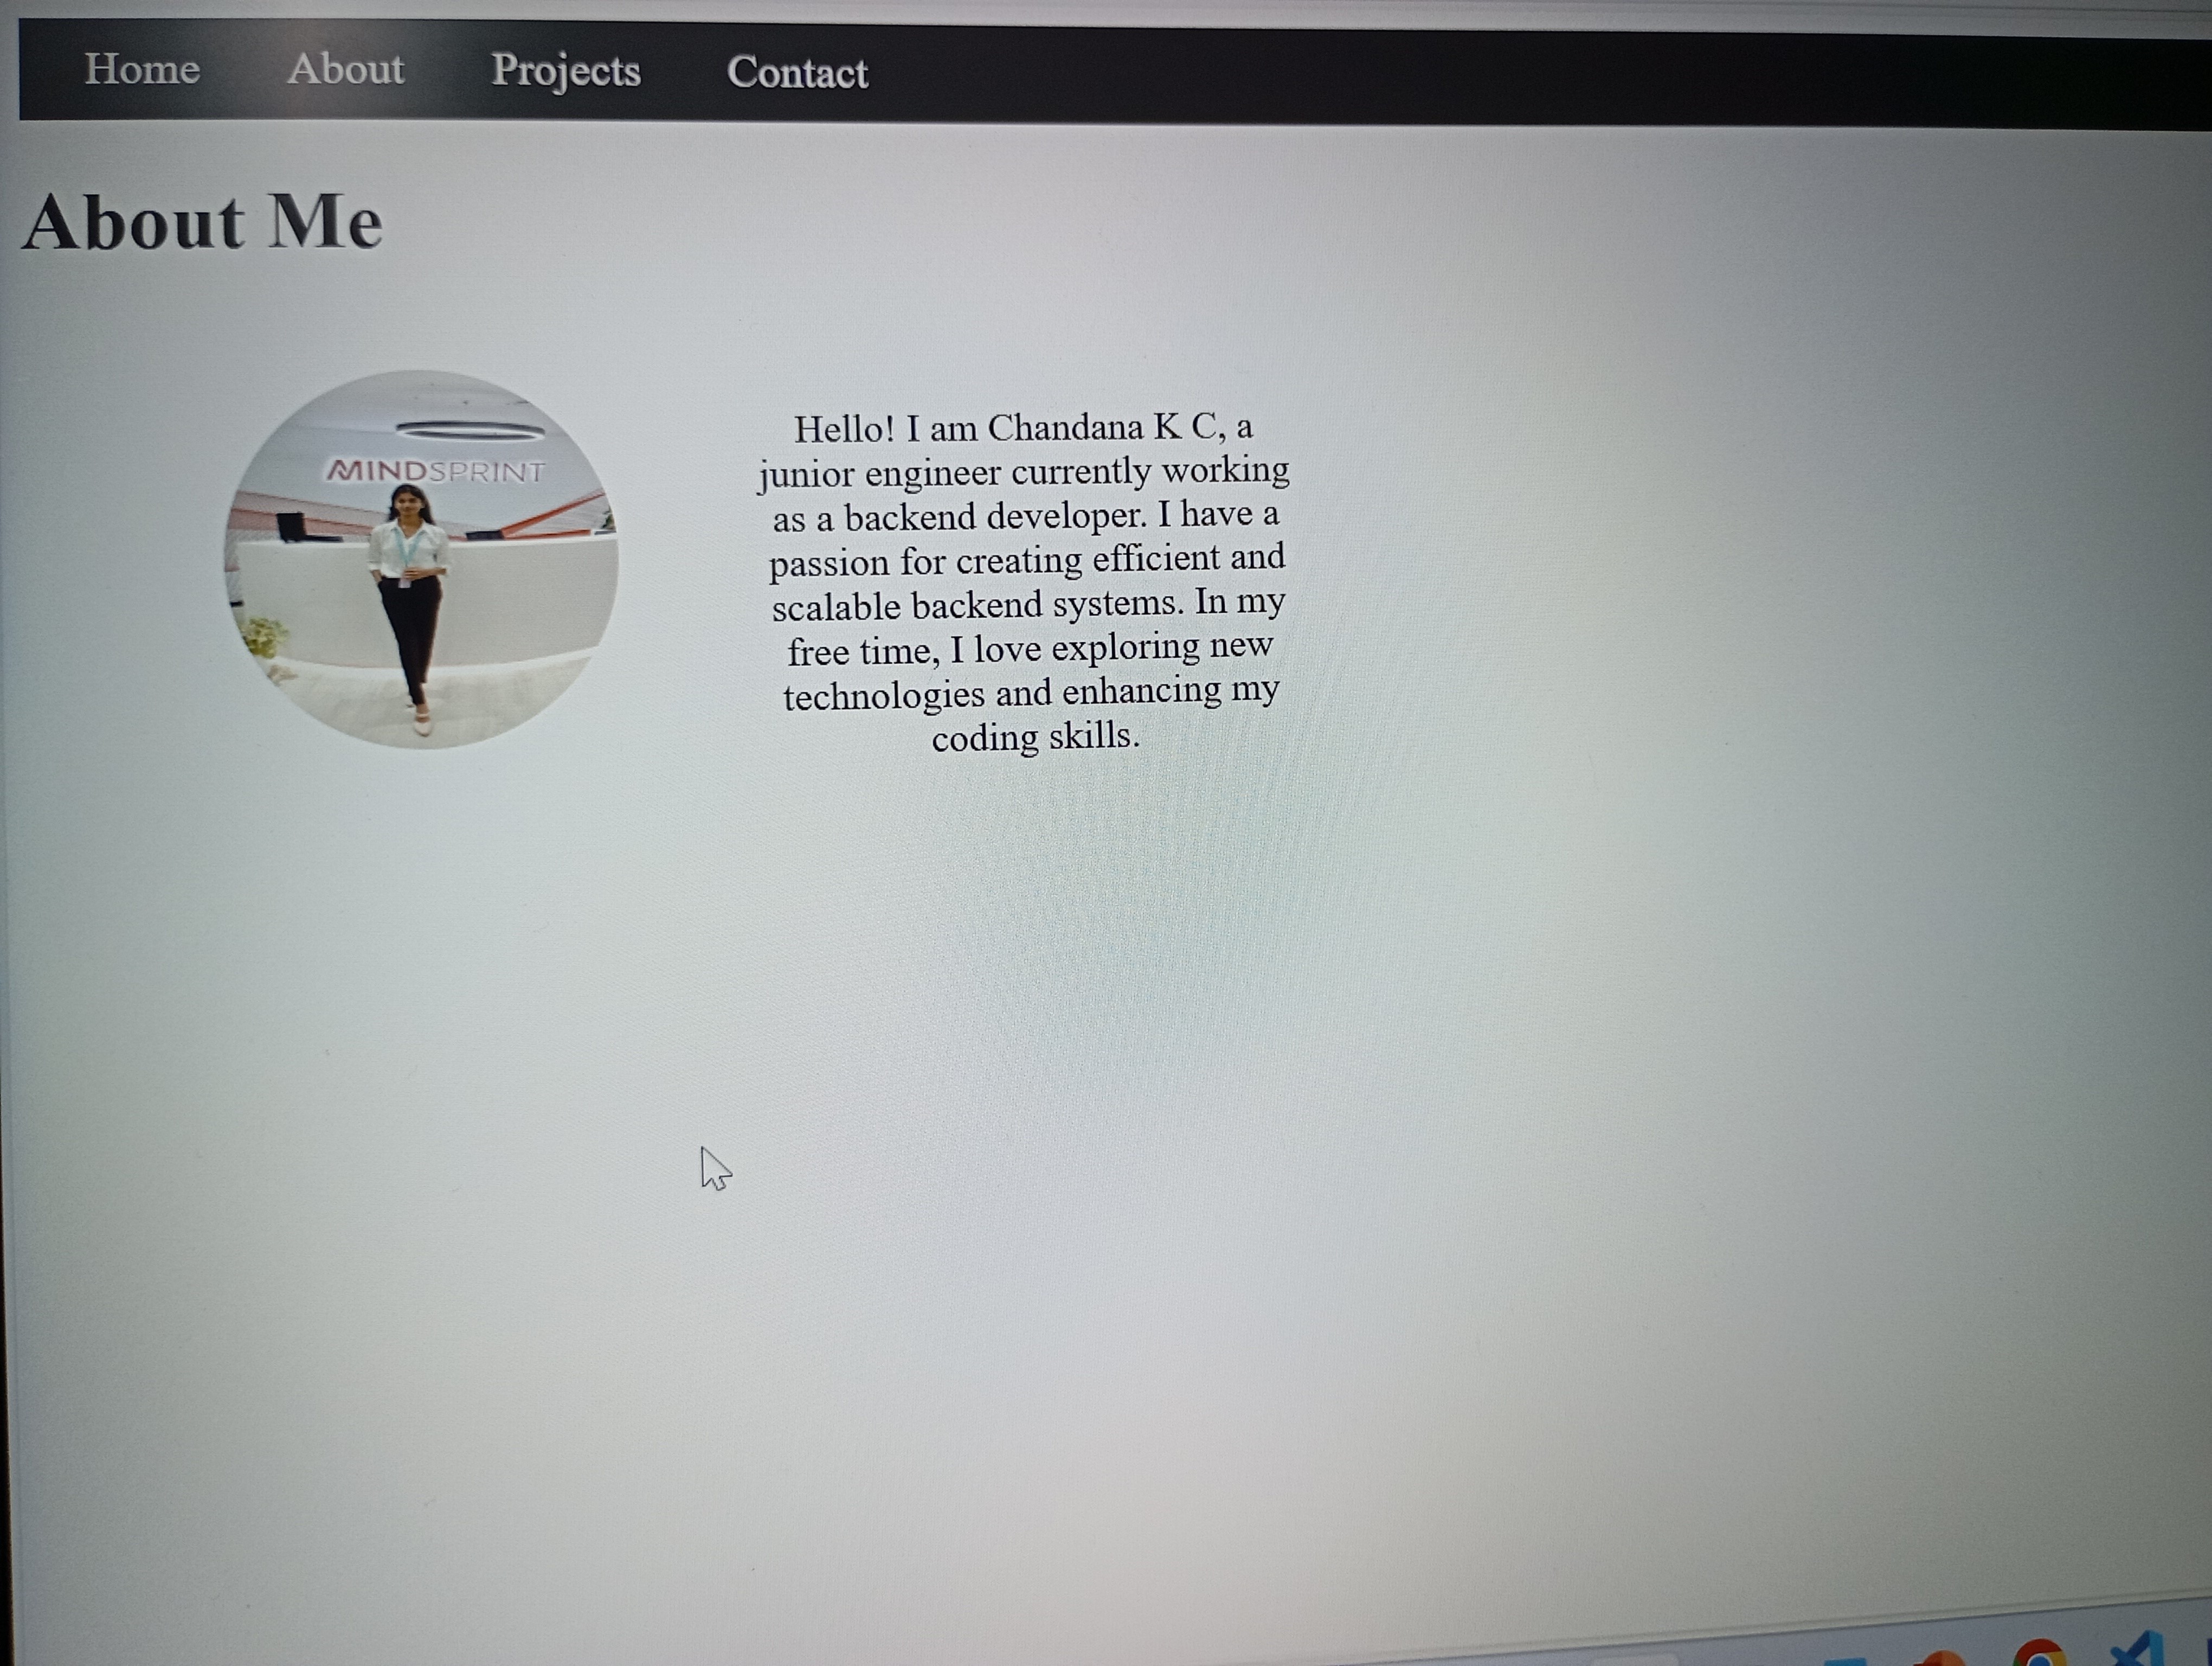 Home About Projects Contact
About Me
MINDSPRINT
Hello! I am Chandana K C, a
junior engineer currently working
as a backend developer. I have a
passion for creating efficient and
scalable backend systems. In my
free time, I love exploring new
technologies and enhancing my
coding skills.